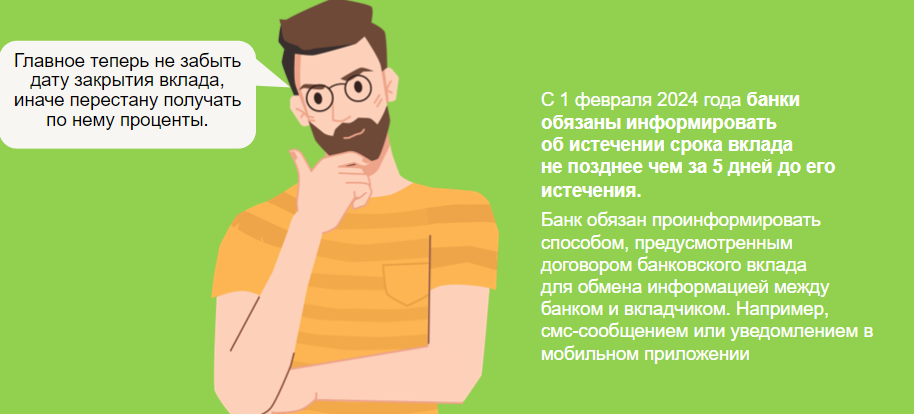 Главное теперь не забыть
дату закрытия вклада,
иначе перестану получать
по нему проценты.
С 1 февраля 2024 года банки
обязаны информировать
об истечении срока вклада
не позднее чем за 5 дней до его
истечения.
Банк обязан проинформировать
способом, предусмотренным
договором банковского вклада
для обмена информацией между
банком и вкладчиком. Например,
смс-сообщением или уведомлением в
мобильном приложении